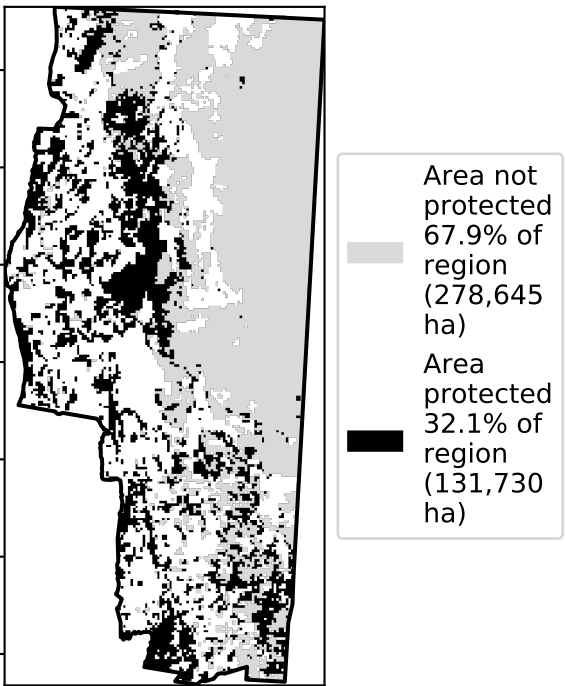 Area not
protected
67.9% of
region
(278,645
ha)
Area
protected
32.1% of
region
(131,730
ha)